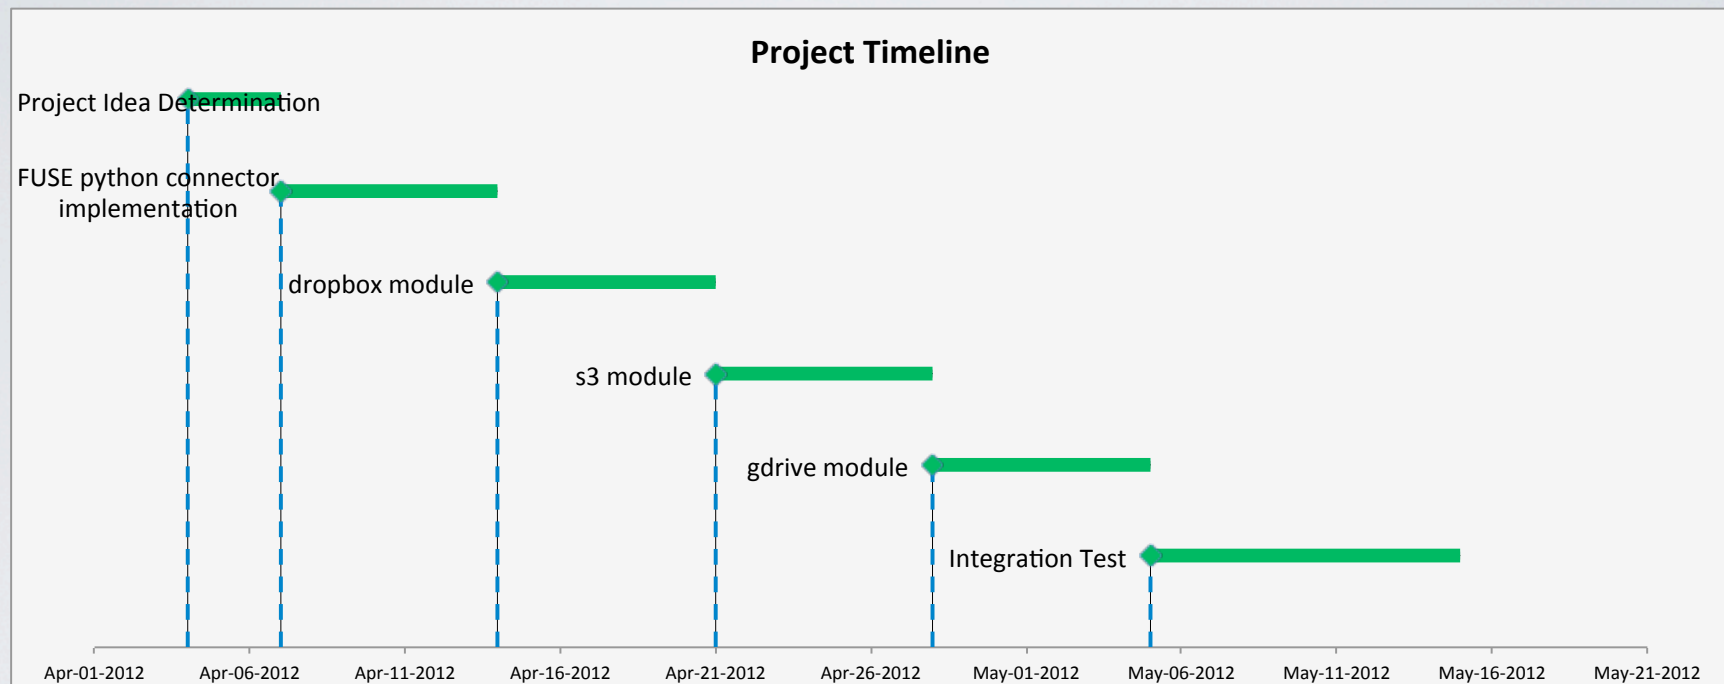 Project Timeline
Project Idea Determination
FUSE python connector
implementation
dropbox module
s3 module
gdrive module
Integration Test
Apr-01-2012 Apr-06-2012 Apr-11-2012 Apr-16-2012 Apr-21-2012 Apr-26-2012 May-01-2012 May-06-2012 May-11-2012 May-16-2012 May-21-2012